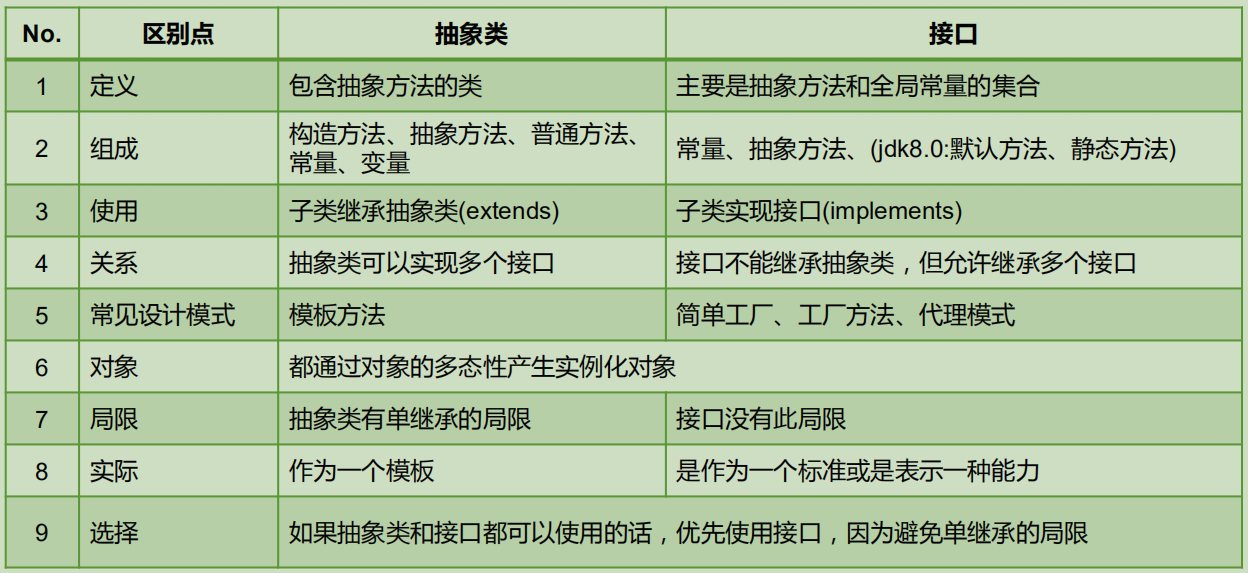 No. 区别点 抽象类 接口
1 定义 包含抽象方法的类 主要是抽象方法和全局常量的集合
2 组成 构造方法、抽象方法、普通方法、
常量、变量 常量、抽象方法、(jdk8.0:默认方法、静态方法)
3 使用 子类继承抽象类(extends) 子类实现接口(implements)
4 关系 抽象类可以实现多个接口 接口不能继承抽象类，但允许继承多个接口
5 常见设计模式 模板方法 简单工厂、工厂方法、代理模式
6 对象 都通过对象的多态性产生实例化对象
7 局限 抽象类有单继承的局限 接口没有此局限
8 实际 作为一个模板 是作为一个标准或是表示一种能力
9 选择 如果抽象类和接口都可以使用的话，优先使用接口，因为避免单继承的局限